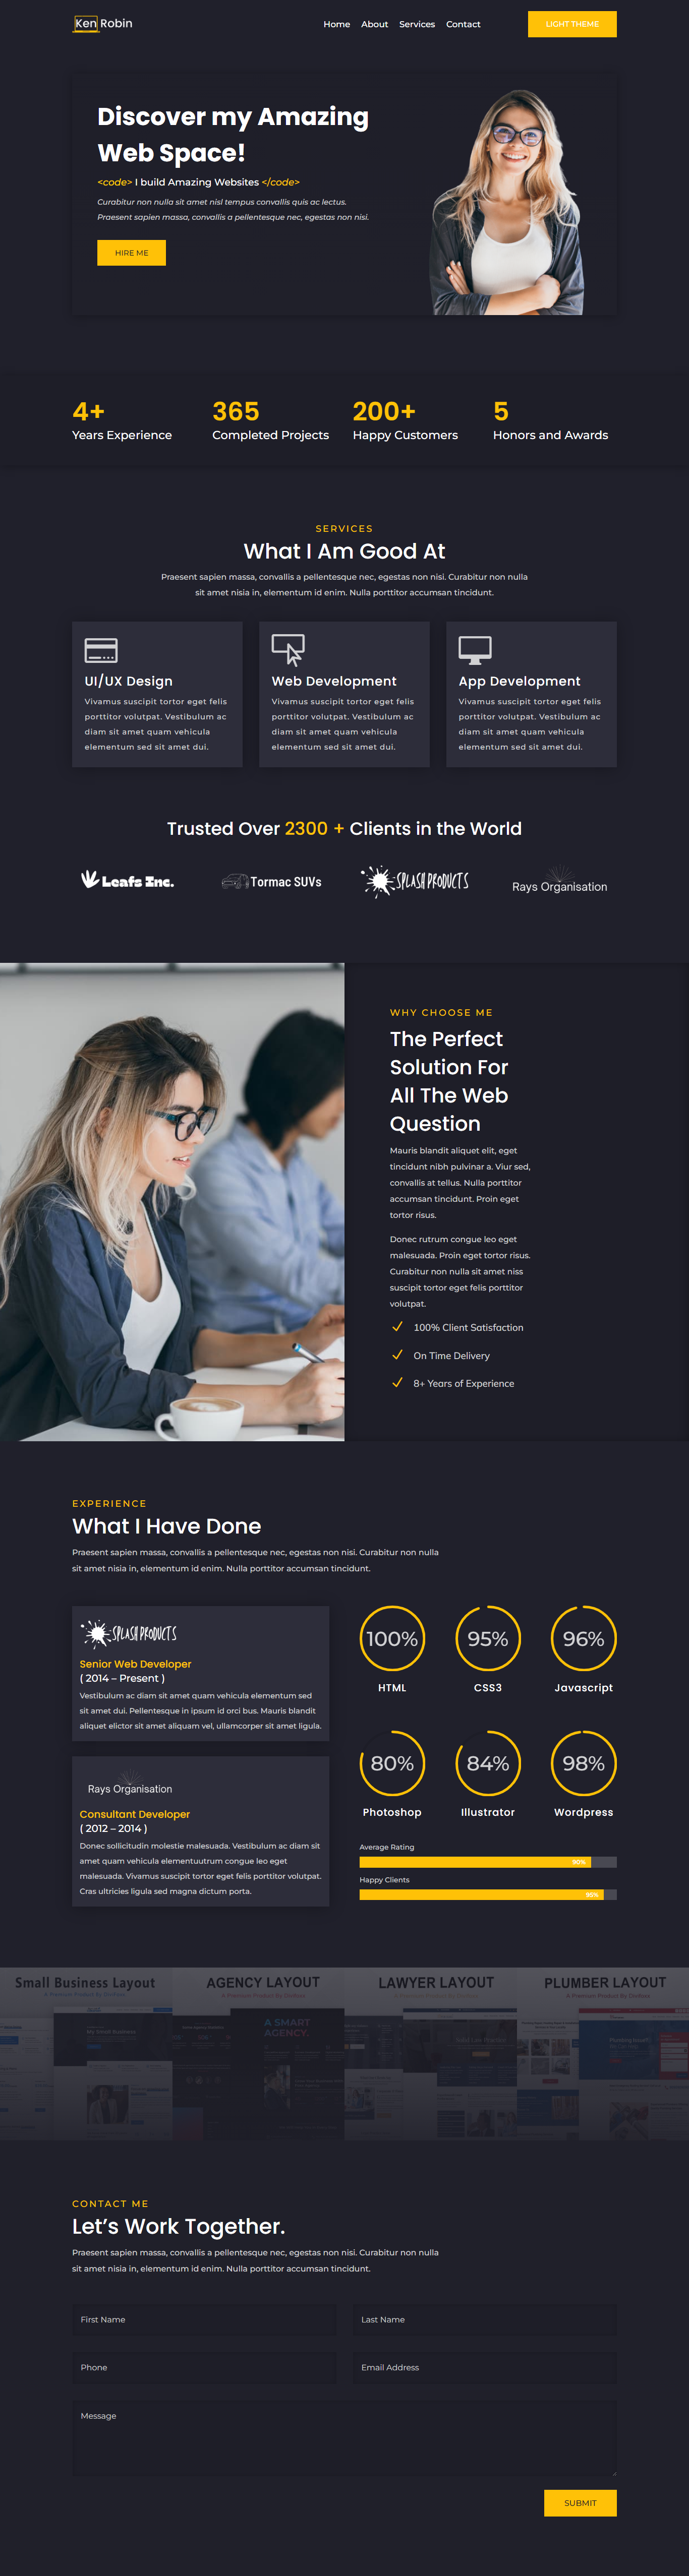 Ken Robin
Home About Services Contact
LIGHT THEME
Discover my Amazing
Web Space!
<code> I build Amazing Websites </code>
Curabitur non nulla sit amet nisl tempus convallis quis ac lectus.
Praesent sapien massa, convallis a pellentesque nec, egestas non nisi.
HIRE ME
4+
Years Experience
365
Completed Projects
200+
Happy Customers
5
Honors and Awards
SERVICES
What I Am Good At
Praesent sapien massa, convallis a pellentesque nec, egestas non nisi. Curabitur non nulla
sit amet nisia in, elementum id enim. Nulla porttitor accumsan tincidunt.
UI/UX Design
Vivamus suscipit tortor eget felis
porttitor volutpat. Vestibulum ac
diam sit amet quam vehicula
elementum sed sit amet dui.
Web Development
Vivamus suscipit tortor eget felis
porttitor volutpat. Vestibulum ac
diam sit amet quam vehicula
elementum sed sit amet dui.
App Development
Vivamus suscipit tortor eget felis
porttitor volutpat. Vestibulum ac
diam sit amet quam vehicula
elementum sed sit amet dui.
Trusted Over 2300 + Clients in the World
Leafs Inc.
Tormac SUVs
SPLASH PRODUCTS
Rays Organisation
WHY CHOOSE ME
The Perfect
Solution For
All The Web
Question
Mauris blandit aliquet elit, eget
tincidunt nibh pulvinar a. Viur sed,
convallis at tellus. Nulla porttitor
accumsan tincidunt. Proin eget
tortor risus.
Donec rutrum congue leo eget
malesuada. Proin eget tortor risus.
Curabitur non nulla sit amet niss
suscipit tortor eget felis porttitor
volutpat.
100% Client Satisfaction
On Time Delivery
8+ Years of Experience
EXPERIENCE
What I Have Done
Praesent sapien massa, convallis a pellentesque nec, egestas non nisi. Curabitur non nulla
sit amet nisia in, elementum id enim. Nulla porttitor accumsan tincidunt.
SPLASH PRODUCTS
Senior Web Developer
( 2014 – Present )
Vestibulum ac diam sit amet quam vehicula elementum sed
sit amet dui. Pellentesque in ipsum id orci bus. Mauris blandit
aliquet elictor sit amet aliquam vel, ullamcorper sit amet ligula.
Rays Organisation
Consultant Developer
( 2012 – 2014 )
Donec sollicitudin molestie malesuada. Vestibulum ac diam sit
amet quam vehicula elementuutrum congue leo eget
malesuada. Vivamus suscipit tortor eget felis porttitor volutpat.
Cras ultricies ligula sed magna dictum porta.
100%
HTML
95%
CSS3
96%
Javascript
80%
Photoshop
84%
Illustrator
98%
Wordpress
Average Rating
90%
Happy Clients
95%
Small Business Layout
AGENCY LAYOUT
A SMART
AGENCY.
LAWYER LAYOUT
PLUMBER LAYOUT
CONTACT ME
Let's Work Together.
Praesent sapien massa, convallis a pellentesque nec, egestas non nisi. Curabitur non nulla
sit amet nisia in, elementum id enim. Nulla porttitor accumsan tincidunt.
First Name
Last Name
Phone
Email Address
Message
SUBMIT